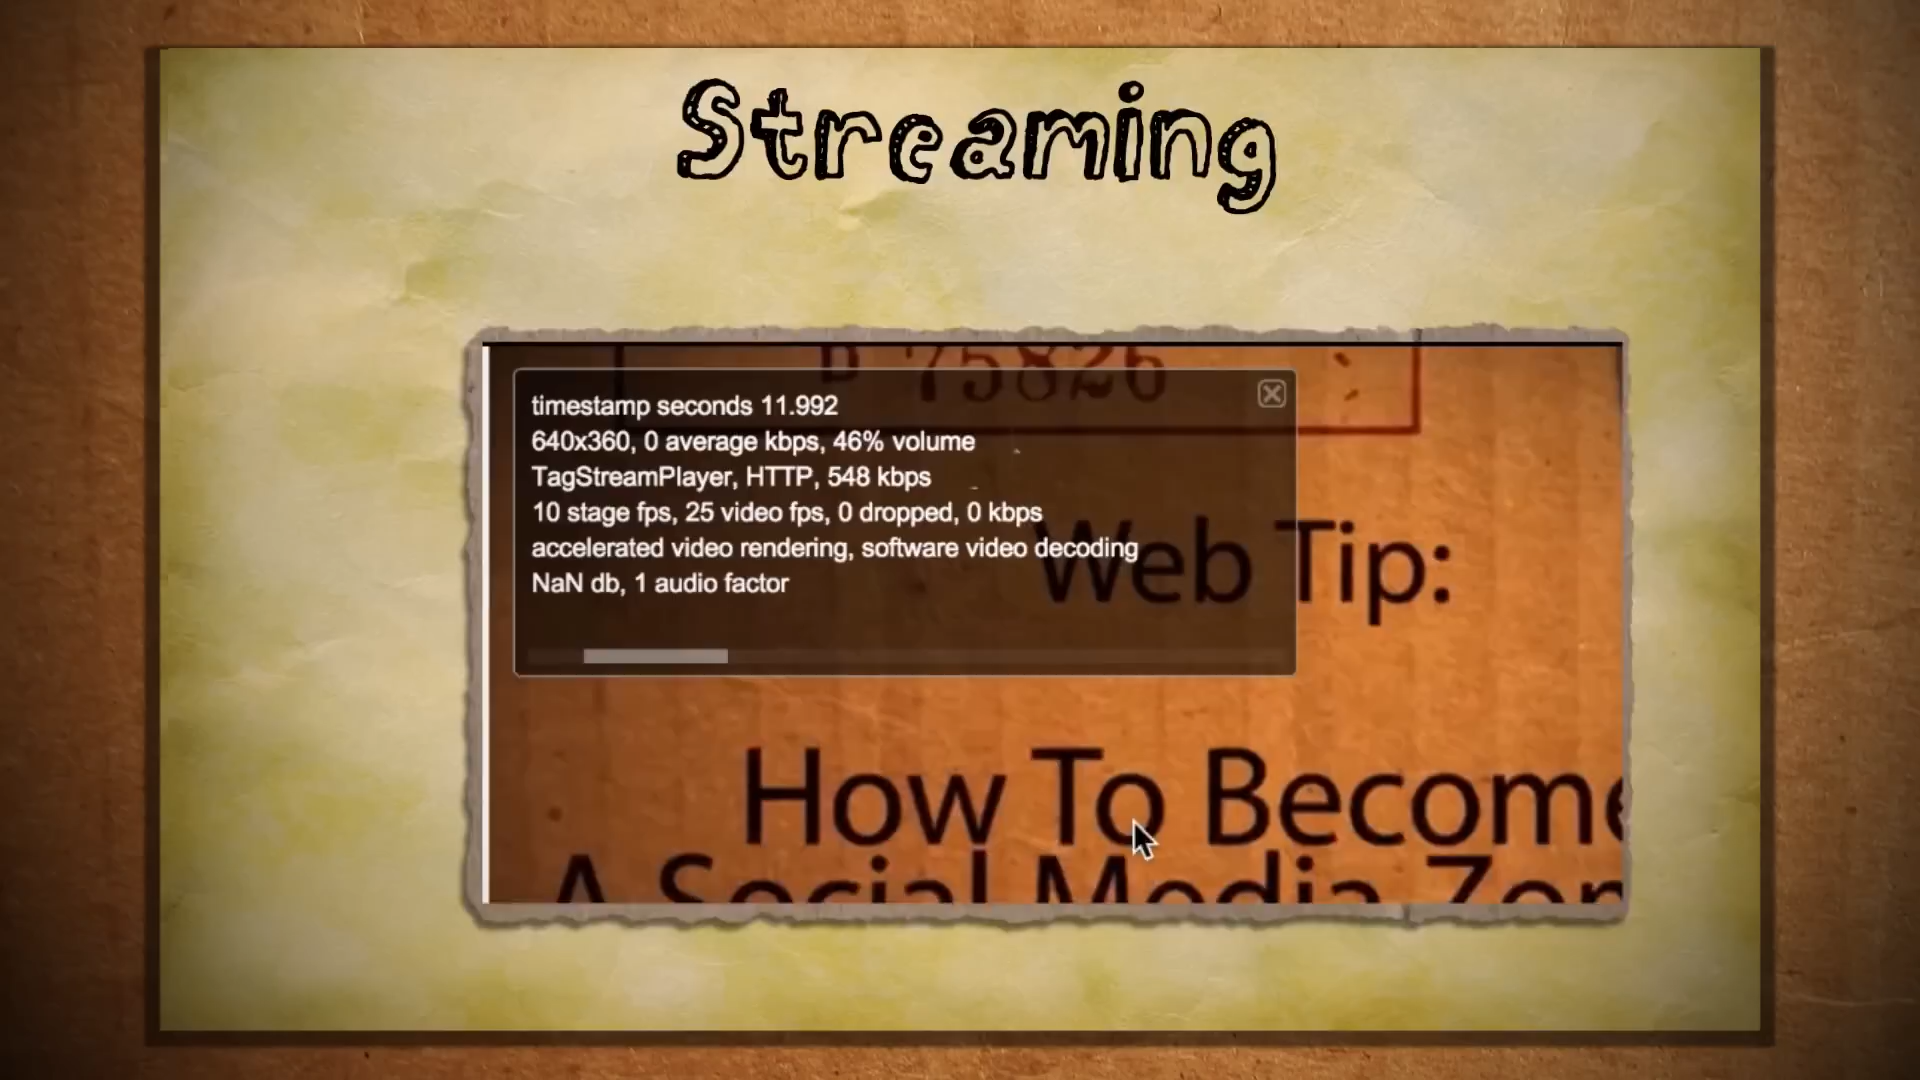 Streaming
B 75826
timestamp seconds 11.992
640x360, 0 average kbps, 46% volume
TagStreamPlayer, HTTP, 548 kbps
10 stage fps, 25 video fps, 0 dropped, 0 kbps
accelerated video rendering, software video decoding
NaN db, 1 audio factor
Web Tip:
How To Become
A Social Media